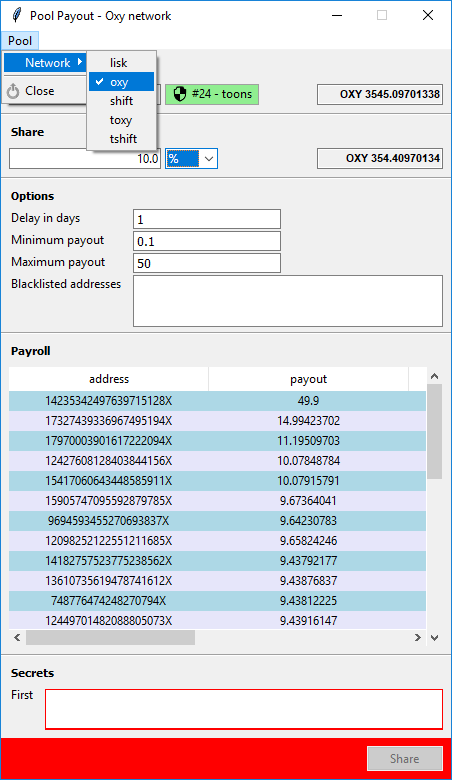 Pool Payout - Oxy network
Pool
Network
Close
lisk
oxy
shift
toxy
tshift
#24 - toons
OXY 3545.09701338
Share
10.0
%
OXY 354.40970134
Options
Delay in days
1
Minimum payout
0.1
Maximum payout
50
Blacklisted addresses
Payroll
address payout
14235342497639715128X 49.9
17327439336967495194X 14.99423702
17970003901617222094X 11.19509703
12427608128403844156X 10.07848784
15417060643448585911X 10.07915791
15905747095592879785X 9.67364041
9694593455270693837X 9.64230783
12098252122551211685X 9.65824246
14182757523775238562X 9.43792177
13610735619478741612X 9.43876837
748776474248270794X 9.43812225
12449701482088805073X 9.43916147
Secrets
First
Share